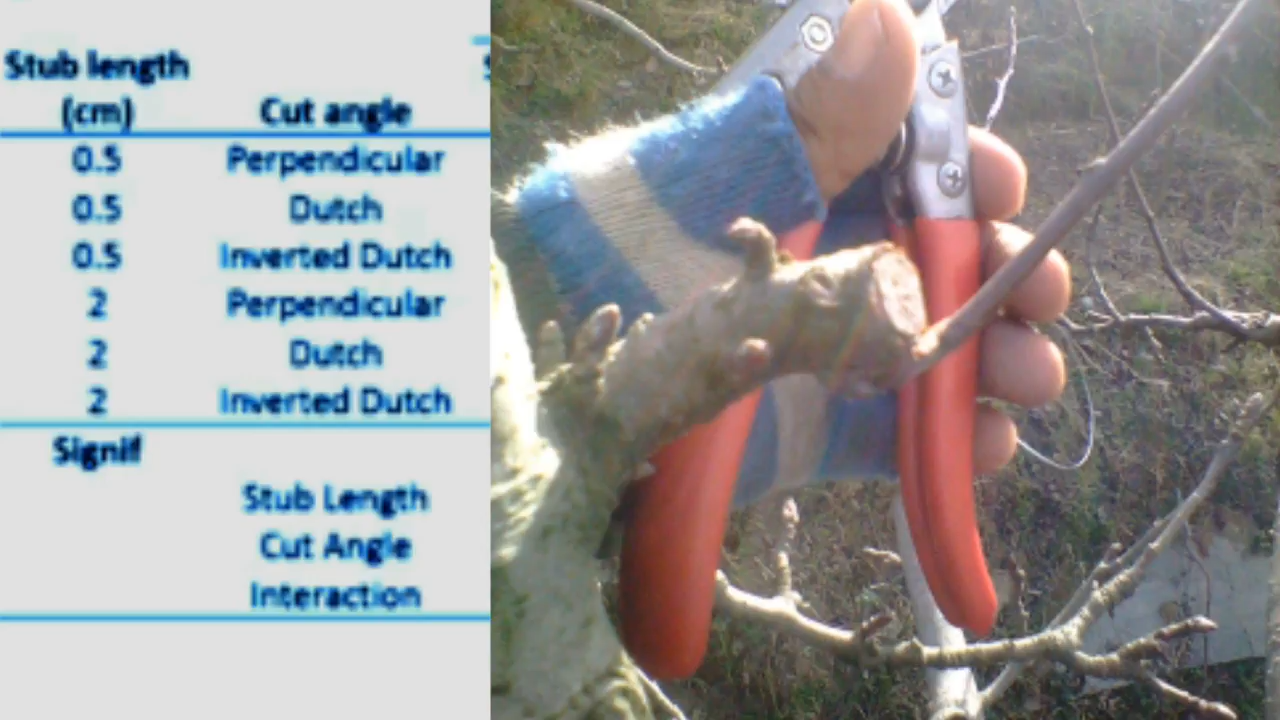 Stub length
(cm) Cut angle
0.5 Perpendicular
0.5 Dutch
0.5 Inverted Dutch
2 Perpendicular
2 Dutch
2 Inverted Dutch
Signif
Stub Length
Cut Angle
Interaction